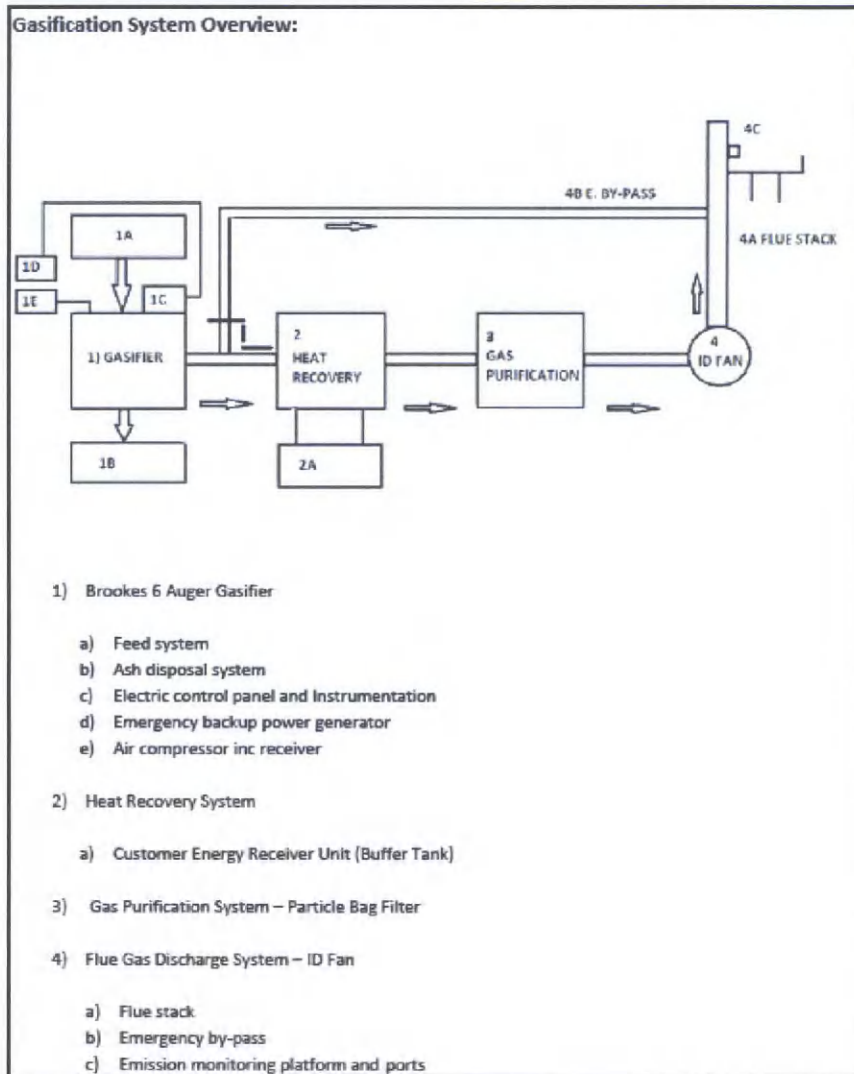 Gasification System Overview:
4C
4B E. BY-PASS
1A
4A FLUE STACK
1D
1E
1C
1) GASIFIER
2
HEAT
RECOVERY
3
GAS
PURIFICATION
4
ID FAN
1B
2A
1) Brookes 6 Auger Gasifier
a) Feed system
b) Ash disposal system
c) Electric control panel and Instrumentation
d) Emergency backup power generator
e) Air compressor inc receiver
2) Heat Recovery System
a) Customer Energy Receiver Unit (Buffer Tank)
3) Gas Purification System – Particle Bag Filter
4) Flue Gas Discharge System – ID Fan
a) Flue stack
b) Emergency by-pass
c) Emission monitoring platform and ports